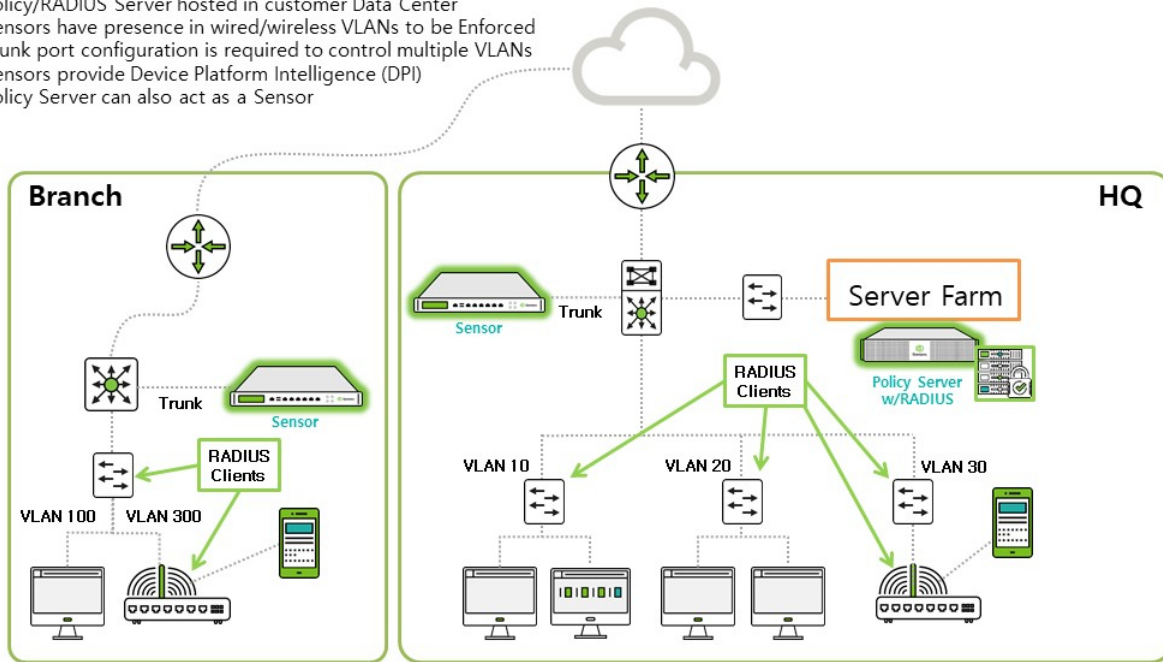 olicy/RADIUS Server hosted in customer Data Center
ensors have presence in wired/wireless VLANs to be Enforced
unk port configuration is required to control multiple VLANs
ensors provide Device Platform Intelligence (DPI)
olicy Server can also act as a Sensor
Branch
HQ
Sensor
Trunk
Server Farm
Policy Server
w/RADIUS
RADIUS
Clients
Trunk
Sensor
RADIUS
Clients
VLAN 10
VLAN 20
VLAN 30
VLAN 100
VLAN 300